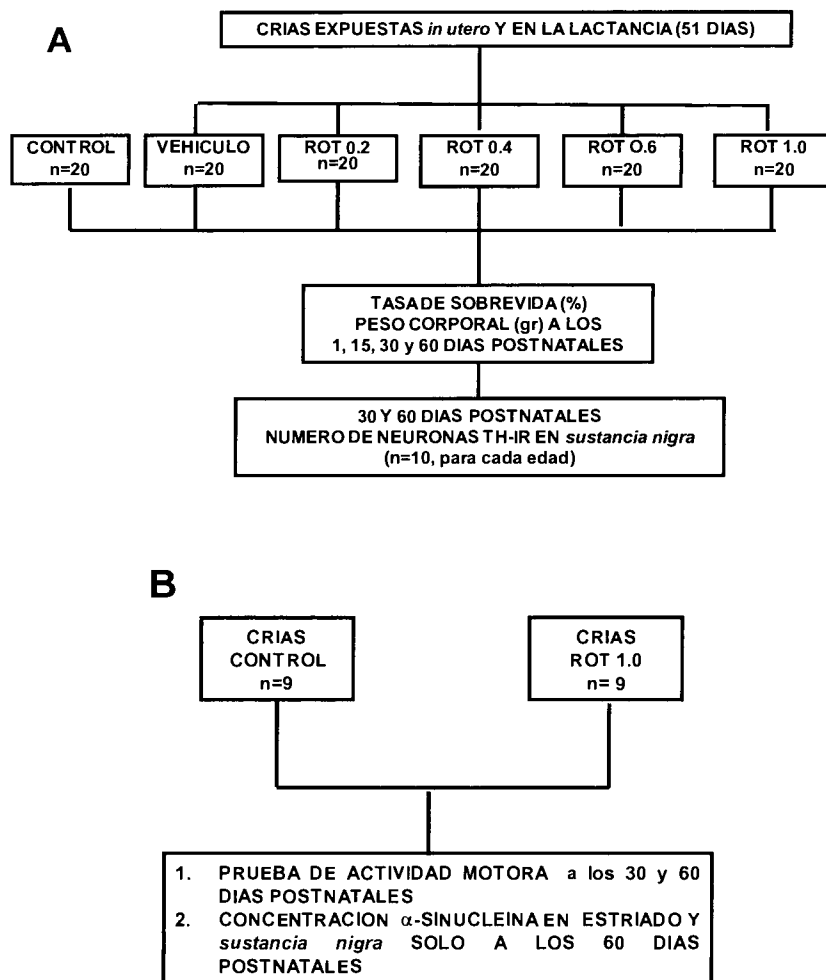 A
CRIAS EXPUESTAS in utero Y EN LA LACTANCIA (51 DIAS)
CONTROL
n=20
VEHICULO
n=20
ROT 0.2
n=20
ROT 0.4
n=20
ROT O.6
n=20
ROT 1.0
n=20
TASA DE SOBREVIDA (%)
PESO CORPORAL (gr) A LOS
1, 15, 30 y 60 DIAS POSTNATALES
30 Y 60 DIAS POSTNATALES
NUMERO DE NEURONAS TH-IR EN sustancia nigra
(n=10, para cada edad)
B
CRIAS
CONTROL
n=9
CRIAS
ROT 1.0
n= 9
1. PRUEBA DE ACTIVIDAD MOTORA a los 30 y 60
DIAS POSTNATALES
2. CONCENTRACION α-SINUCLEINA EN ESTRIADO Y
sustancia nigra SOLO A LOS 60 DIAS
POSTNATALES